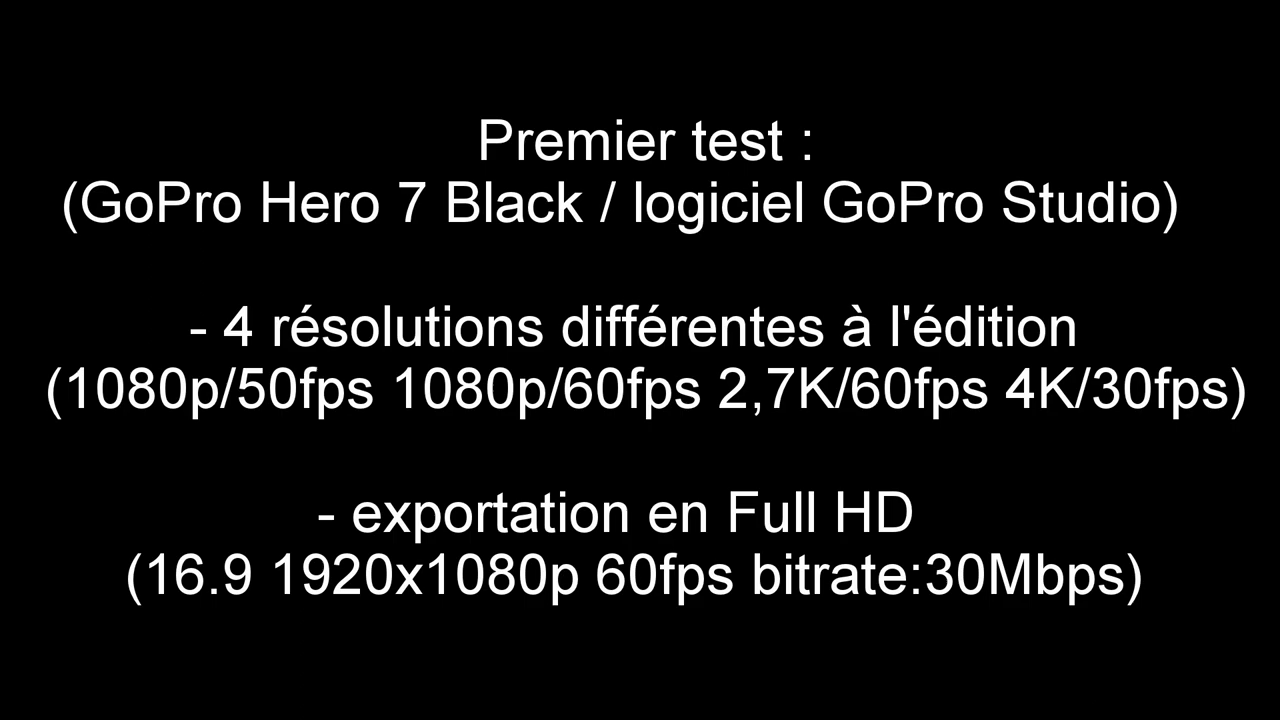 Premier test :
(GoPro Hero 7 Black / logiciel GoPro Studio)
- 4 résolutions différentes à l'édition
(1080p/50fps 1080p/60fps 2,7K/60fps 4K/30fps)
- exportation en Full HD
(16.9 1920x1080p 60fps bitrate:30Mbps)